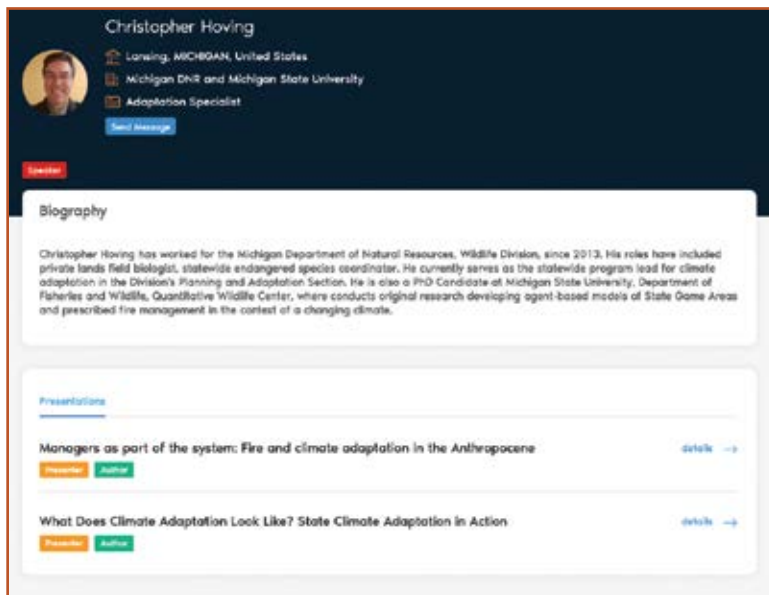 Christopher Hoving
Lansing, MICHIGAN, United States
Michigan DNR and Michigan State University
Adaptation Specialist
Send Message
Speaker
Biography
Christopher Hoving has worked for the Michigan Department of Natural Resources, Wildlife Division, since 2013. His roles have included
private lands field biologist, statewide endangered species coordinator. He currently serves as the statewide program lead for climate
adaptation in the Division's Planning and Adaptation Section. He is also a PhD Candidate at Michigan State University, Department of
Fisheries and Wildlife, Quantitative Wildlife Center, where conducts original research developing agent-based models of State Game Areas
and prescribed fire management in the context of a changing climate.
Presentations
Managers as part of the system: Fire and climate adaptation in the Anthropocene
details →
Presenter Author
What Does Climate Adaptation Look Like? State Climate Adaptation in Action
details →
Presenter Author